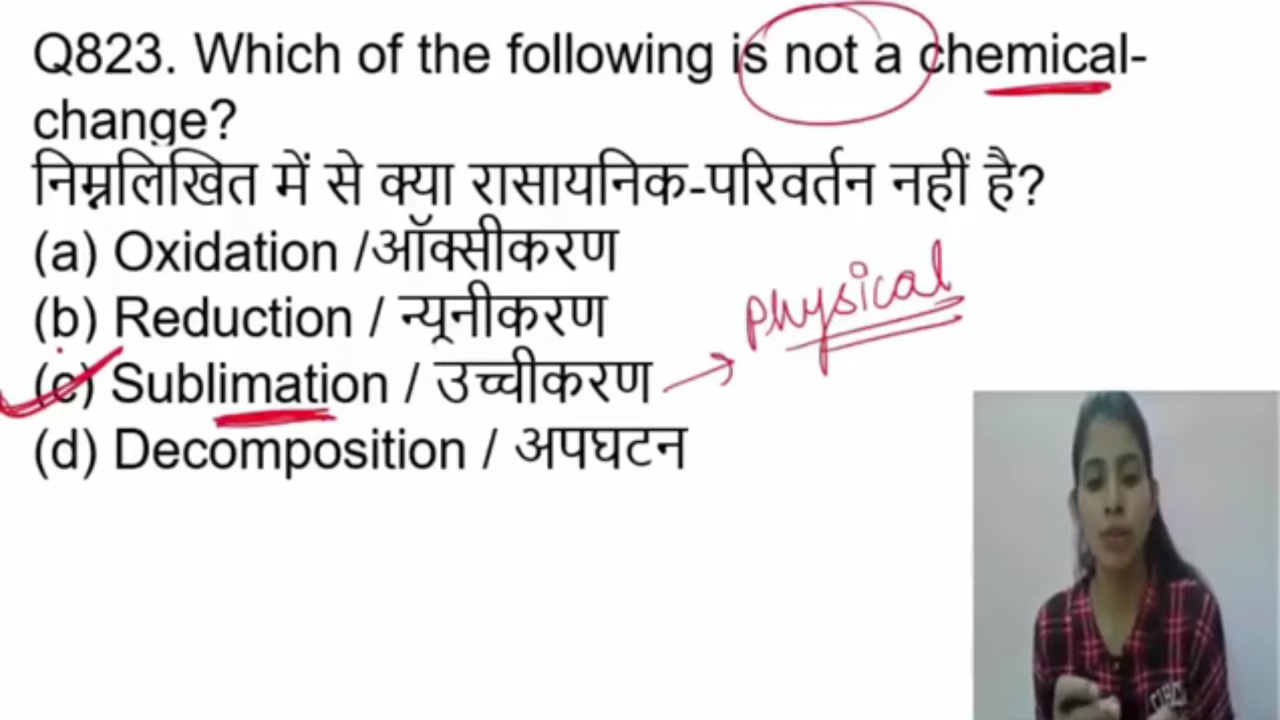 Q823. Which of the following is not a chemical-
change?
निम्नलिखित में से क्या रासायनिक-परिवर्तन नहीं है?
(a) Oxidation /ऑक्सीकरण
(b) Reduction / न्यूनीकरण
(c) Sublimation / उच्चीकरण → Physical
(d) Decomposition / अपघटन